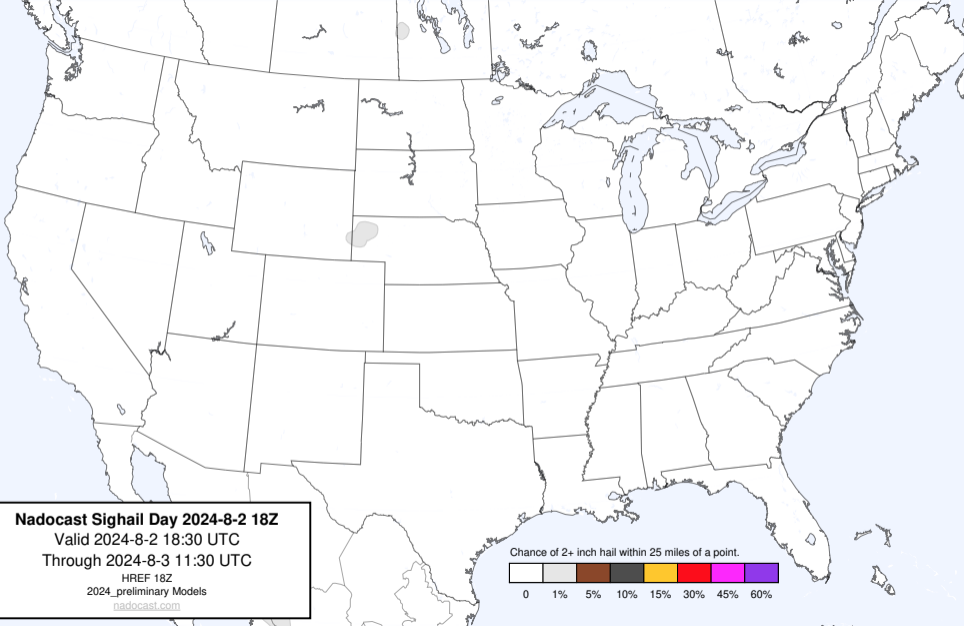 Nadocast Sighail Day 2024-8-2 18Z
Valid 2024-8-2 18:30 UTC
Through 2024-8-3 11:30 UTC
HREF 18Z
2024_preliminary Models
nadocast.com
Chance of 2+ inch hail within 25 miles of a point.
0 1% 5% 10% 15% 30% 45% 60%